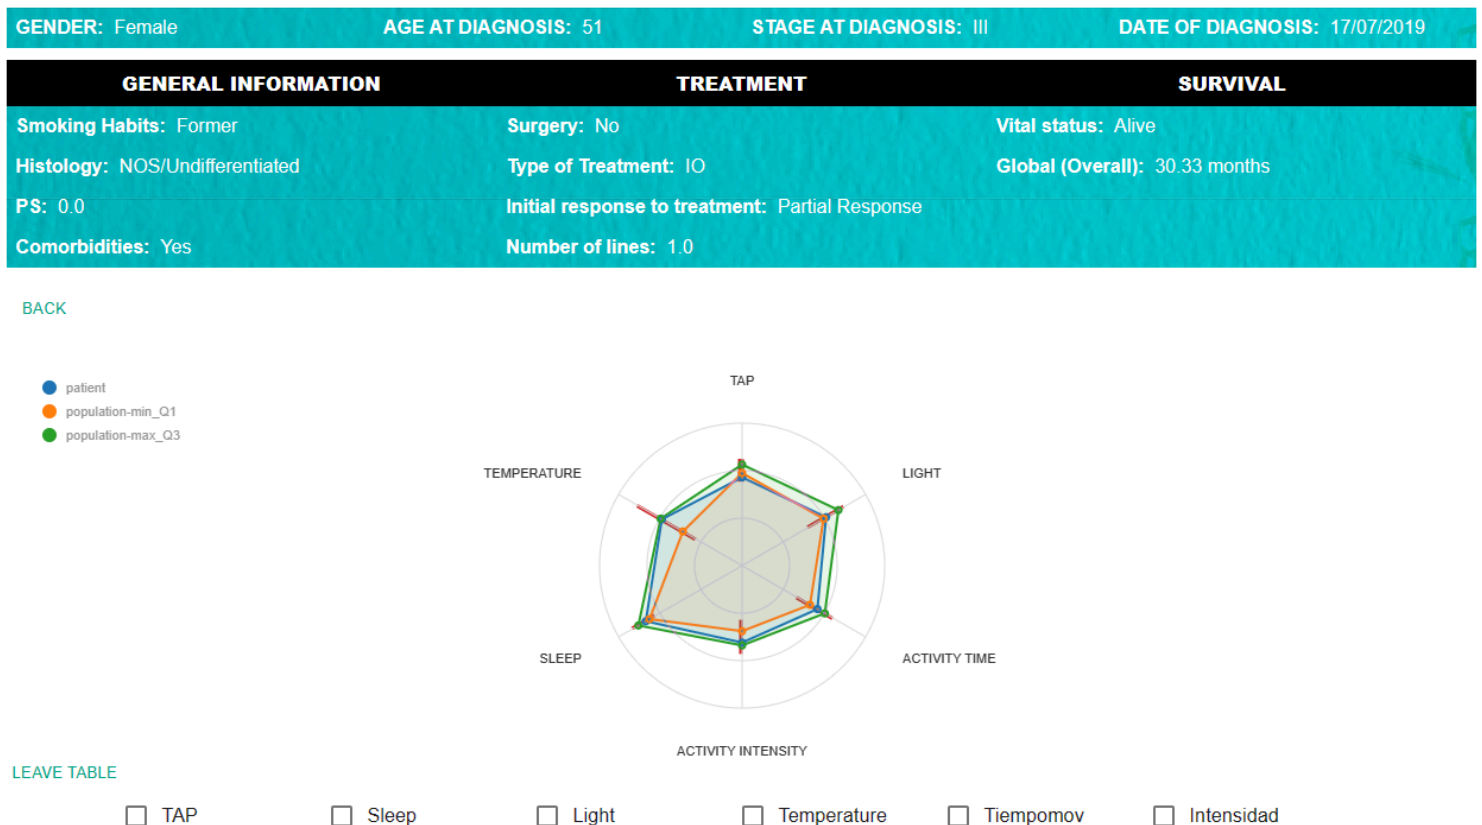 GENDER: Female AGE AT DIAGNOSIS: 51 STAGE AT DIAGNOSIS: III DATE OF DIAGNOSIS: 17/07/2019
GENERAL INFORMATION TREATMENT SURVIVAL
Smoking Habits: Former Surgery: No Vital status: Alive
Histology: NOS/Undifferentiated Type of Treatment: IO Global (Overall): 30.33 months
PS: 0.0 Initial response to treatment: Partial Response
Comorbidities: Yes Number of lines: 1.0
BACK
patient
population-min_Q1
population-max_Q3
TAP
TEMPERATURE LIGHT
SLEEP ACTIVITY TIME
ACTIVITY INTENSITY
LEAVE TABLE
TAP Sleep Light Temperature Tiempomov Intensidad